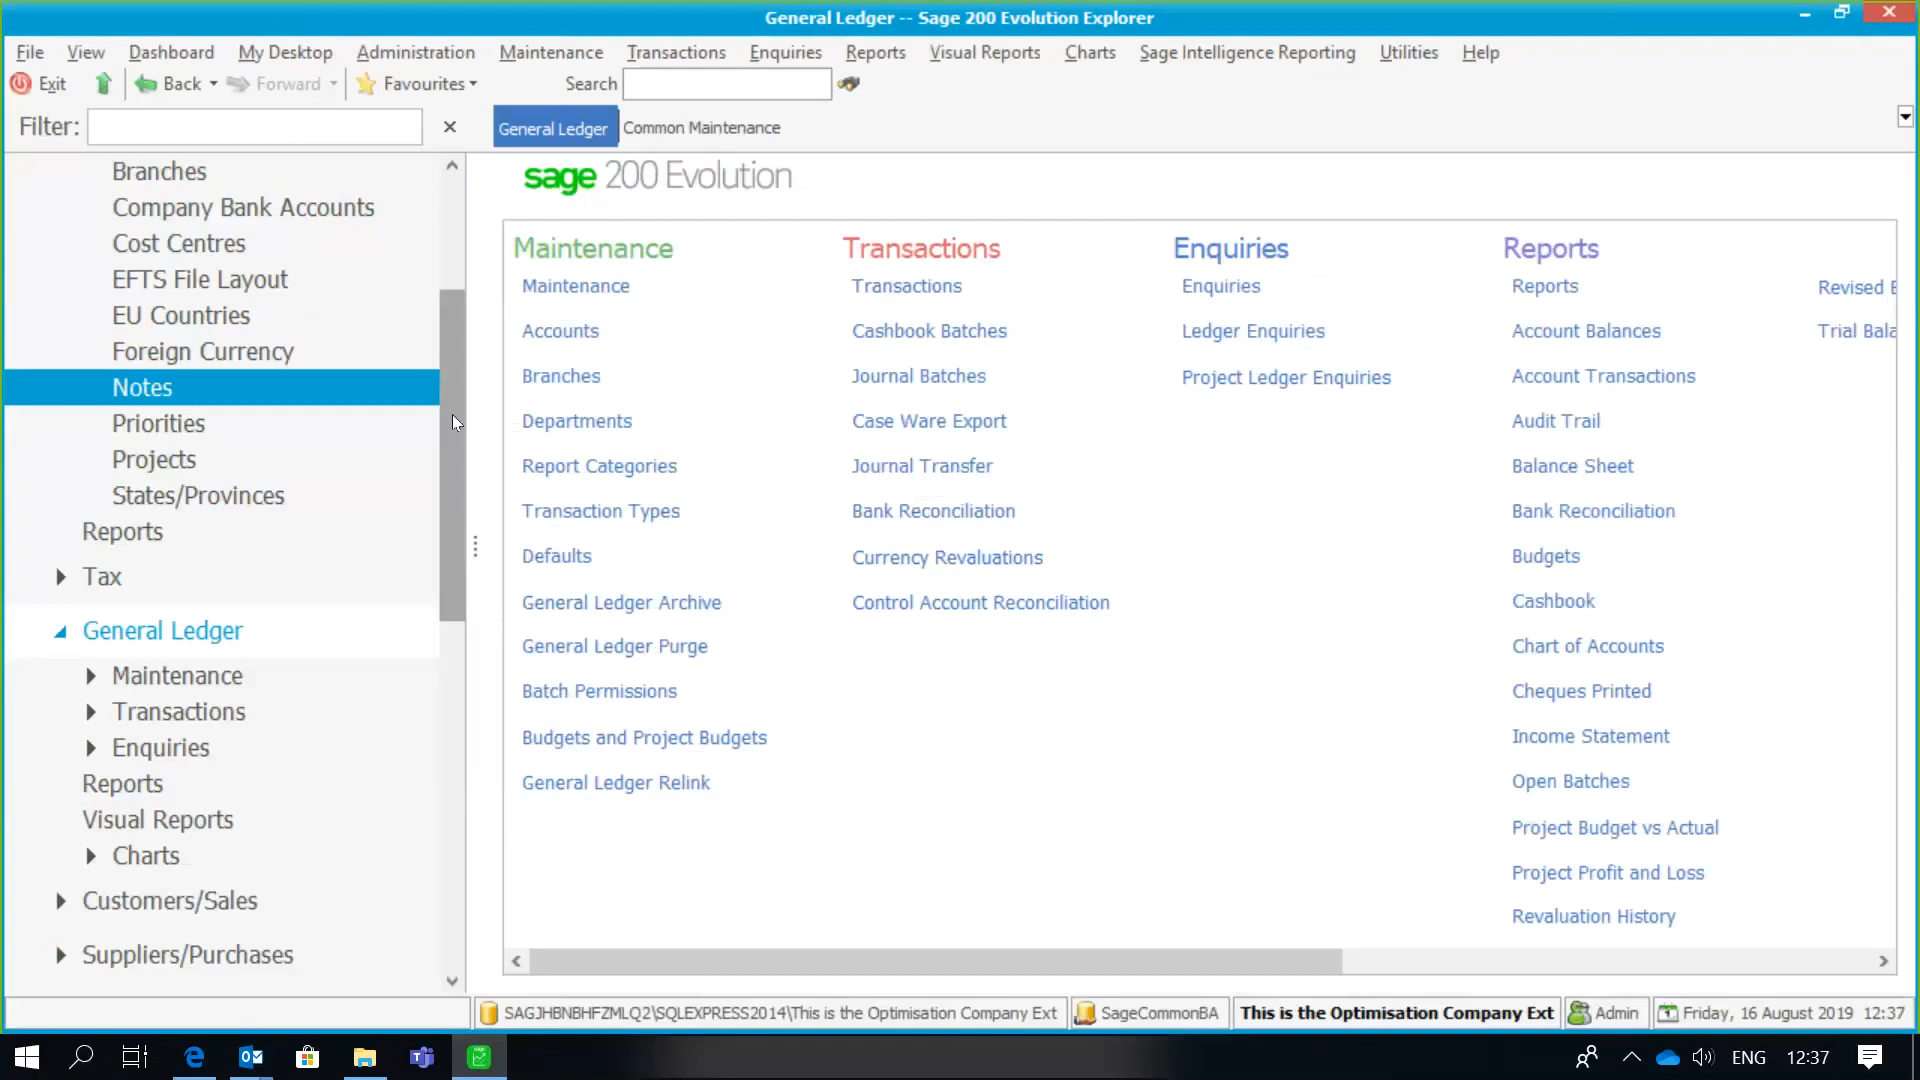 General Ledger -- Sage 200 Evolution Explorer
File View Dashboard My Desktop Administration Maintenance Transactions Enquiries Reports Visual Reports Charts Sage Intelligence Reporting Utilities Help
Exit Back Forward Favourites Search
Filter:
General Ledger Common Maintenance
Branches
Company Bank Accounts
Cost Centres
EFTS File Layout
EU Countries
Foreign Currency
Notes
Priorities
Projects
States/Provinces
Reports
Tax
General Ledger
Maintenance
Transactions
Enquiries
Reports
Visual Reports
Charts
Customers/Sales
Suppliers/Purchases
sage 200 Evolution
Maintenance
Maintenance
Accounts
Branches
Departments
Report Categories
Transaction Types
Defaults
General Ledger Archive
General Ledger Purge
Batch Permissions
Budgets and Project Budgets
General Ledger Relink
Transactions
Transactions
Cashbook Batches
Journal Batches
Case Ware Export
Journal Transfer
Bank Reconciliation
Currency Revaluations
Control Account Reconciliation
Enquiries
Enquiries
Ledger Enquiries
Project Ledger Enquiries
Reports
Reports
Account Balances
Account Transactions
Audit Trail
Balance Sheet
Bank Reconciliation
Budgets
Cashbook
Chart of Accounts
Cheques Printed
Income Statement
Open Batches
Project Budget vs Actual
Project Profit and Loss
Revaluation History
Revised
Trial
SAGJHBNBHFZMLQ2\SQLEXPRESS2014\This is the Optimisation Company Ext SageCommonBA This is the Optimisation Company Ext Admin Friday, 16 August 2019 12:37
ENG 12:37